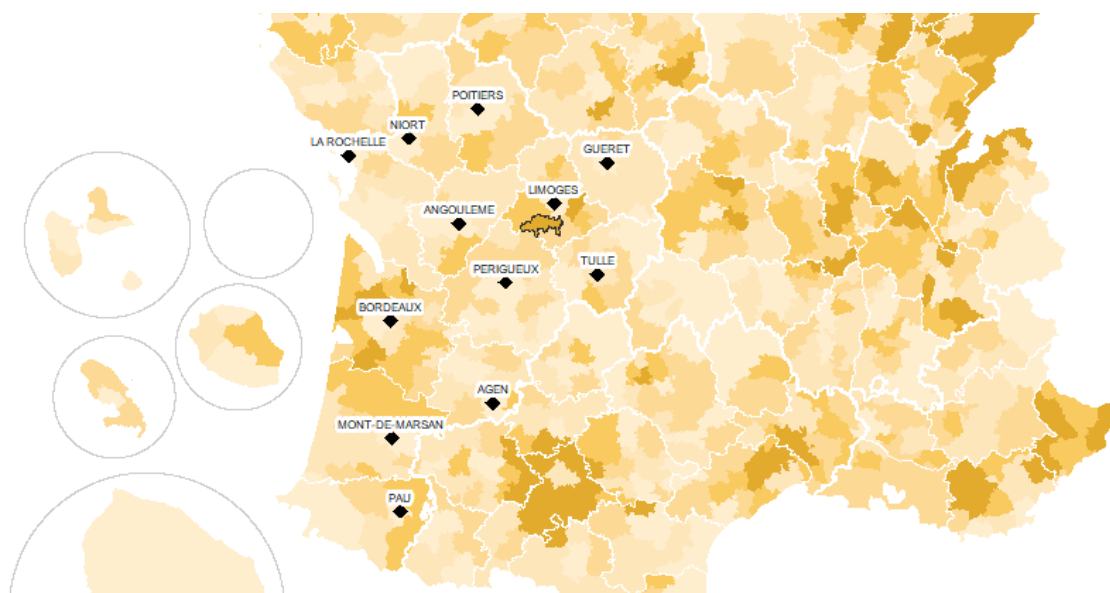 POITIERS
NIORT
LA ROCHELLE
GUERET
LIMOGES
ANGOULEME
PERIGUEUX
TULLE
BORDEAUX
AGEN
MONT-DE-MARSAN
PAU